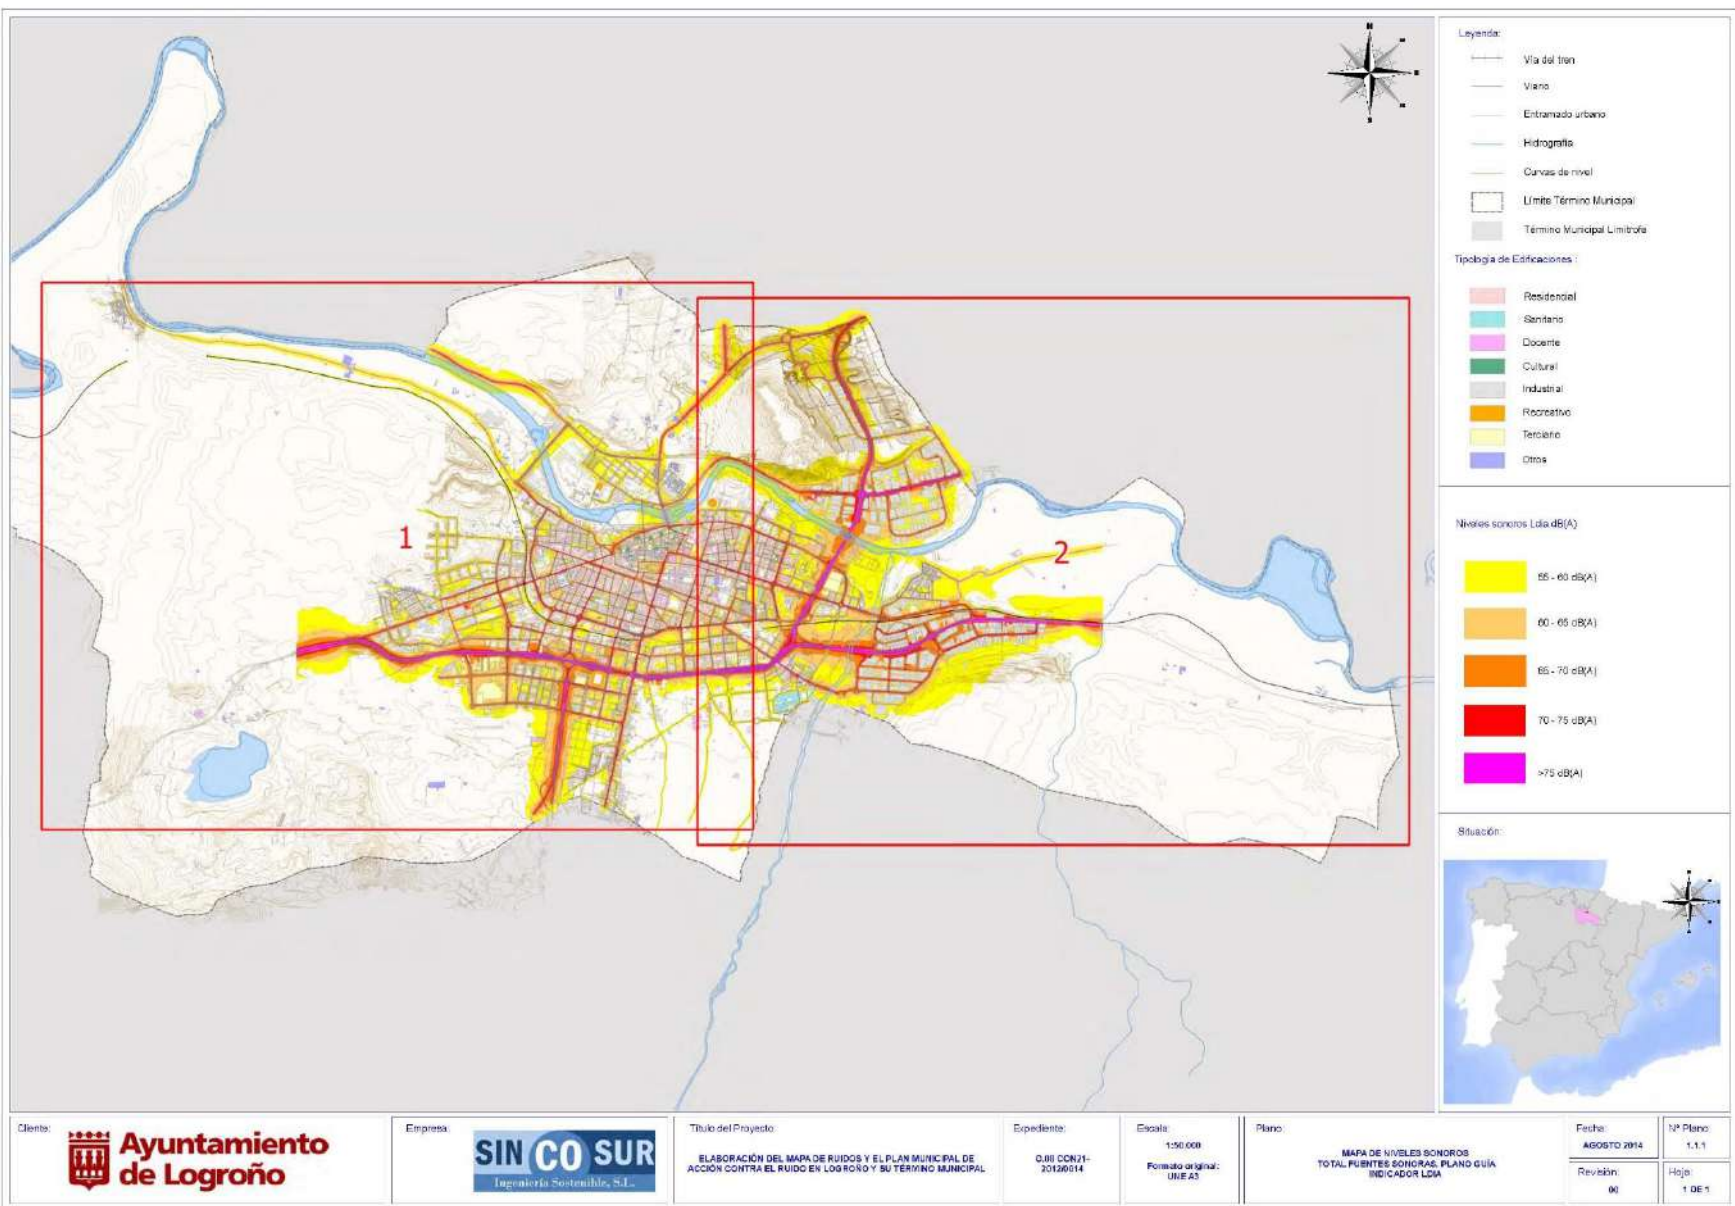 N
S
1
2
Leyenda:
Vía del tren
Viario
Entramado urbano
Hidrografía
Curvas de nivel
Límite Término Municipal
Término Municipal Limítrofe
Tipología de Edificaciones :
Residencial
Sanitario
Docente
Cultural
Industrial
Recreativo
Terciario
Otros
Niveles sonoros Ldia dB(A)
55 - 60 dB(A)
60 - 65 dB(A)
65 - 70 dB(A)
70 - 75 dB(A)
>75 dB(A)
Situación:
Cliente:
Ayuntamiento
de Logroño
Empresa:
SINCOSUR
Ingeniería Sostenible, S.L.
Título del Proyecto:
ELABORACIÓN DEL MAPA DE RUIDOS Y EL PLAN MUNICIPAL DE
ACCIÓN CONTRA EL RUIDO EN LOGROÑO Y SU TÉRMINO MUNICIPAL
Expediente:
CON21-
2012/0014
Escala:
1:50.000
Formato original:
UNE A3
Plano:
MAPA DE NIVELES SONOROS
TOTAL FUENTES SONORAS. PLANO GUÍA
INDICADOR LDIA
Fecha:
AGOSTO 2014
Revisión:
00
Nº Plano:
1.1.1
Hoja:
1 DE 1